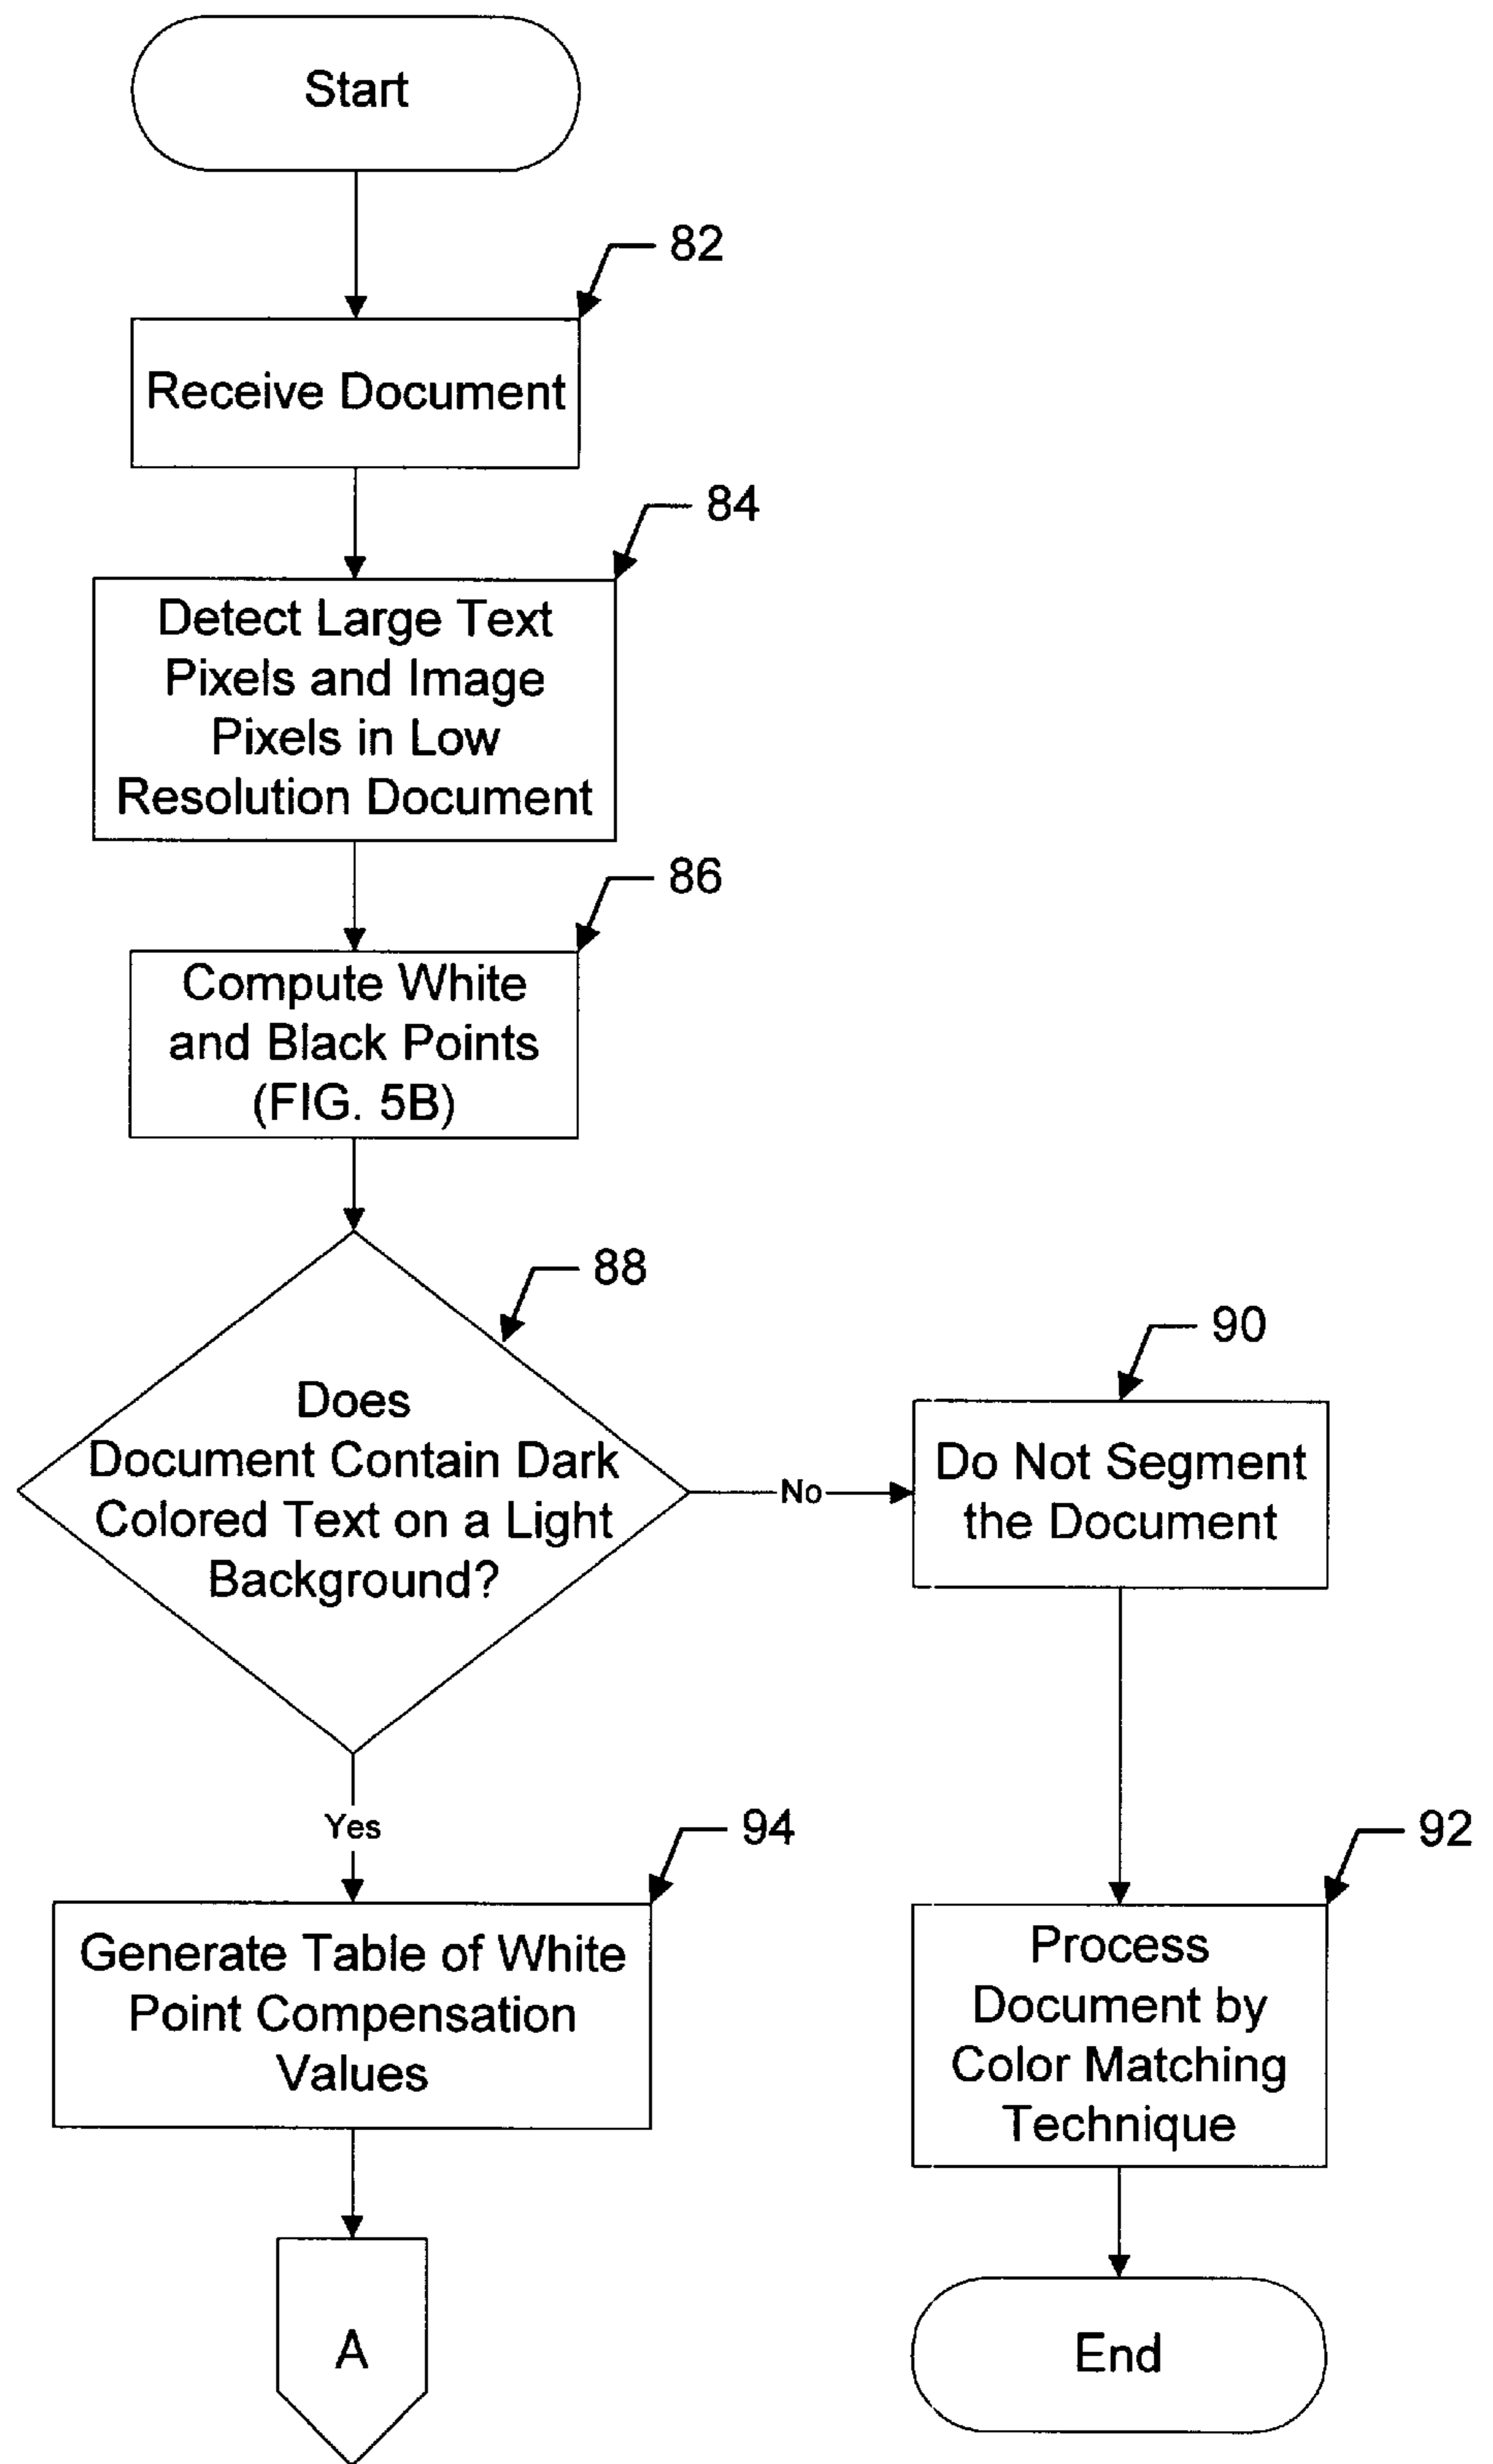 Start
82
Receive Document
84
Detect Large Text
Pixels and Image
Pixels in Low
Resolution Document
86
Compute White
and Black Points
(FIG. 5B)
88
Does
Document Contain Dark
Colored Text on a Light
Background?
No
90
Do Not Segment
the Document
Yes
94
Generate Table of White
Point Compensation
Values
92
Process
Document by
Color Matching
Technique
A
End